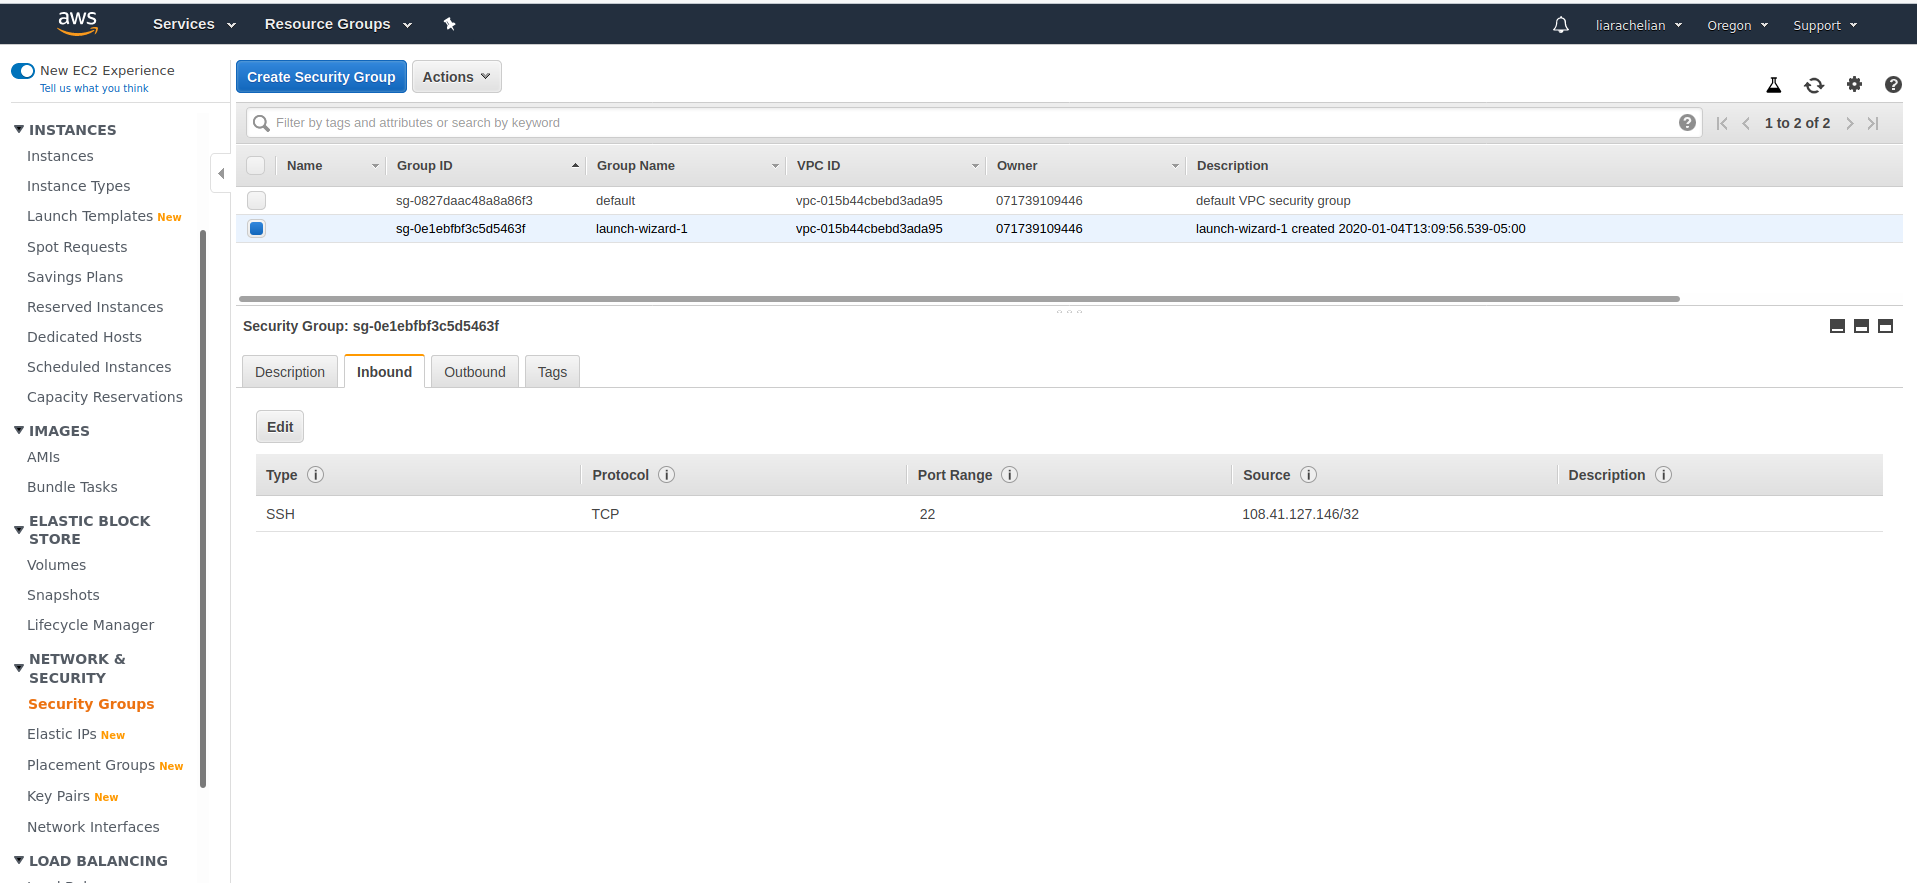 aws Services Resource Groups liarachelian Oregon Support
New EC2 Experience
Tell us what you think
INSTANCES
Instances
Instance Types
Launch Templates New
Spot Requests
Savings Plans
Reserved Instances
Dedicated Hosts
Scheduled Instances
Capacity Reservations
IMAGES
AMIs
Bundle Tasks
ELASTIC BLOCK
STORE
Volumes
Snapshots
Lifecycle Manager
NETWORK &
SECURITY
Security Groups
Elastic IPs New
Placement Groups New
Key Pairs New
Network Interfaces
LOAD BALANCING
Create Security Group Actions
Filter by tags and attributes or search by keyword 1 to 2 of 2
Name Group ID Group Name VPC ID Owner Description
sg-0827daac48a8a86f3 default vpc-015b44cbebd3ada95 071739109446 default VPC security group
sg-0e1ebfbf3c5d5463f launch-wizard-1 vpc-015b44cbebd3ada95 071739109446 launch-wizard-1 created 2020-01-04T13:09:56.539-05:00
Security Group: sg-0e1ebfbf3c5d5463f
Description Inbound Outbound Tags
Edit
Type Protocol Port Range Source Description
SSH TCP 22 108.41.127.146/32